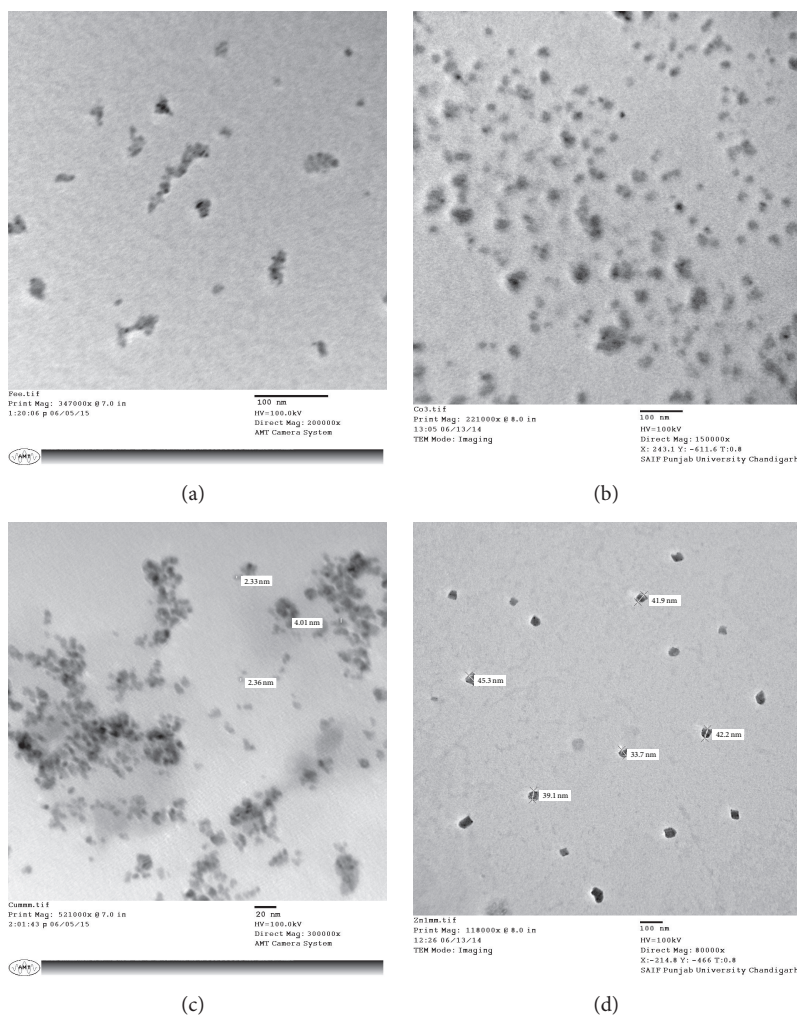 Fee.tif
Print Mag: 347000x @ 7.0 in
1:20:06 p 06/05/15
100 nm
HV=100.0kV
Direct Mag: 200000x
AMT Camera System
AMT
(a)
Co3.tif
Print Mag: 221000x @ 8.0 in
13:05 06/13/14
TEM Mode: Imaging
100 nm
HV=100kV
Direct Mag: 150000x
X: 243.1 Y: -611.6 T:0.8
SAIF Punjab University Chandigarh
(b)
2.33 nm
4.01 nm
2.36 nm
Cummm.tif
Print Mag: 521000x @ 7.0 in
2:01:43 p 06/05/15
20 nm
HV=100.0kV
Direct Mag: 300000x
AMT Camera System
AMT
(c)
41.9 nm
45.3 nm
42.2 nm
33.7 nm
39.1 nm
Zn1mm.tif
Print Mag: 118000x @ 8.0 in
12:26 06/13/14
TEM Mode: Imaging
100 nm
HV=100kV
Direct Mag: 80000x
X:-214.8 Y: -466 T:0.8
SAIF Punjab University Chandigarh
(d)